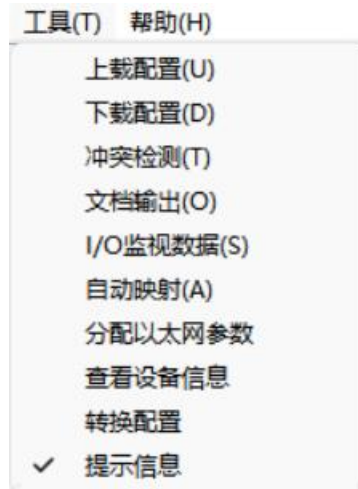 工具(T) 帮助(H)
上载配置(U)
下载配置(D)
冲突检测(T)
文档输出(O)
I/O监视数据(S)
自动映射(A)
分配以太网参数
查看设备信息
转换配置
✓ 提示信息